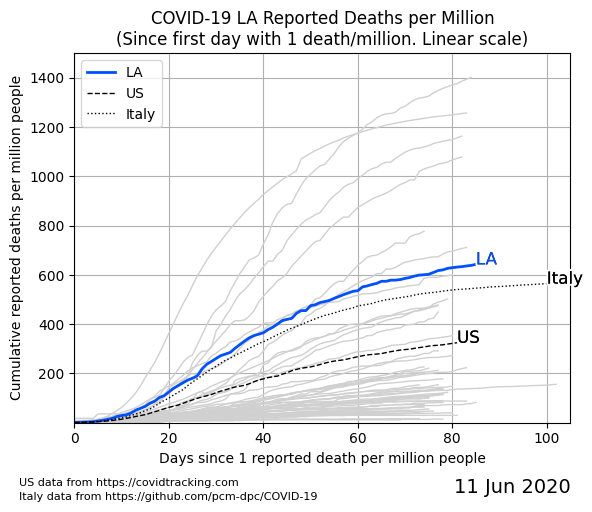 COVID-19 LA Reported Deaths per Million
(Since first day with 1 death/million. Linear scale)
LA
US
Italy
1400
1200
1000
800
600
400
200
Cumulative reported deaths per million people
LA
Italy
US
0 20 40 60 80 100
Days since 1 reported death per million people
US data from https://covidtracking.com
Italy data from https://github.com/pcm-dpc/COVID-19
11 Jun 2020